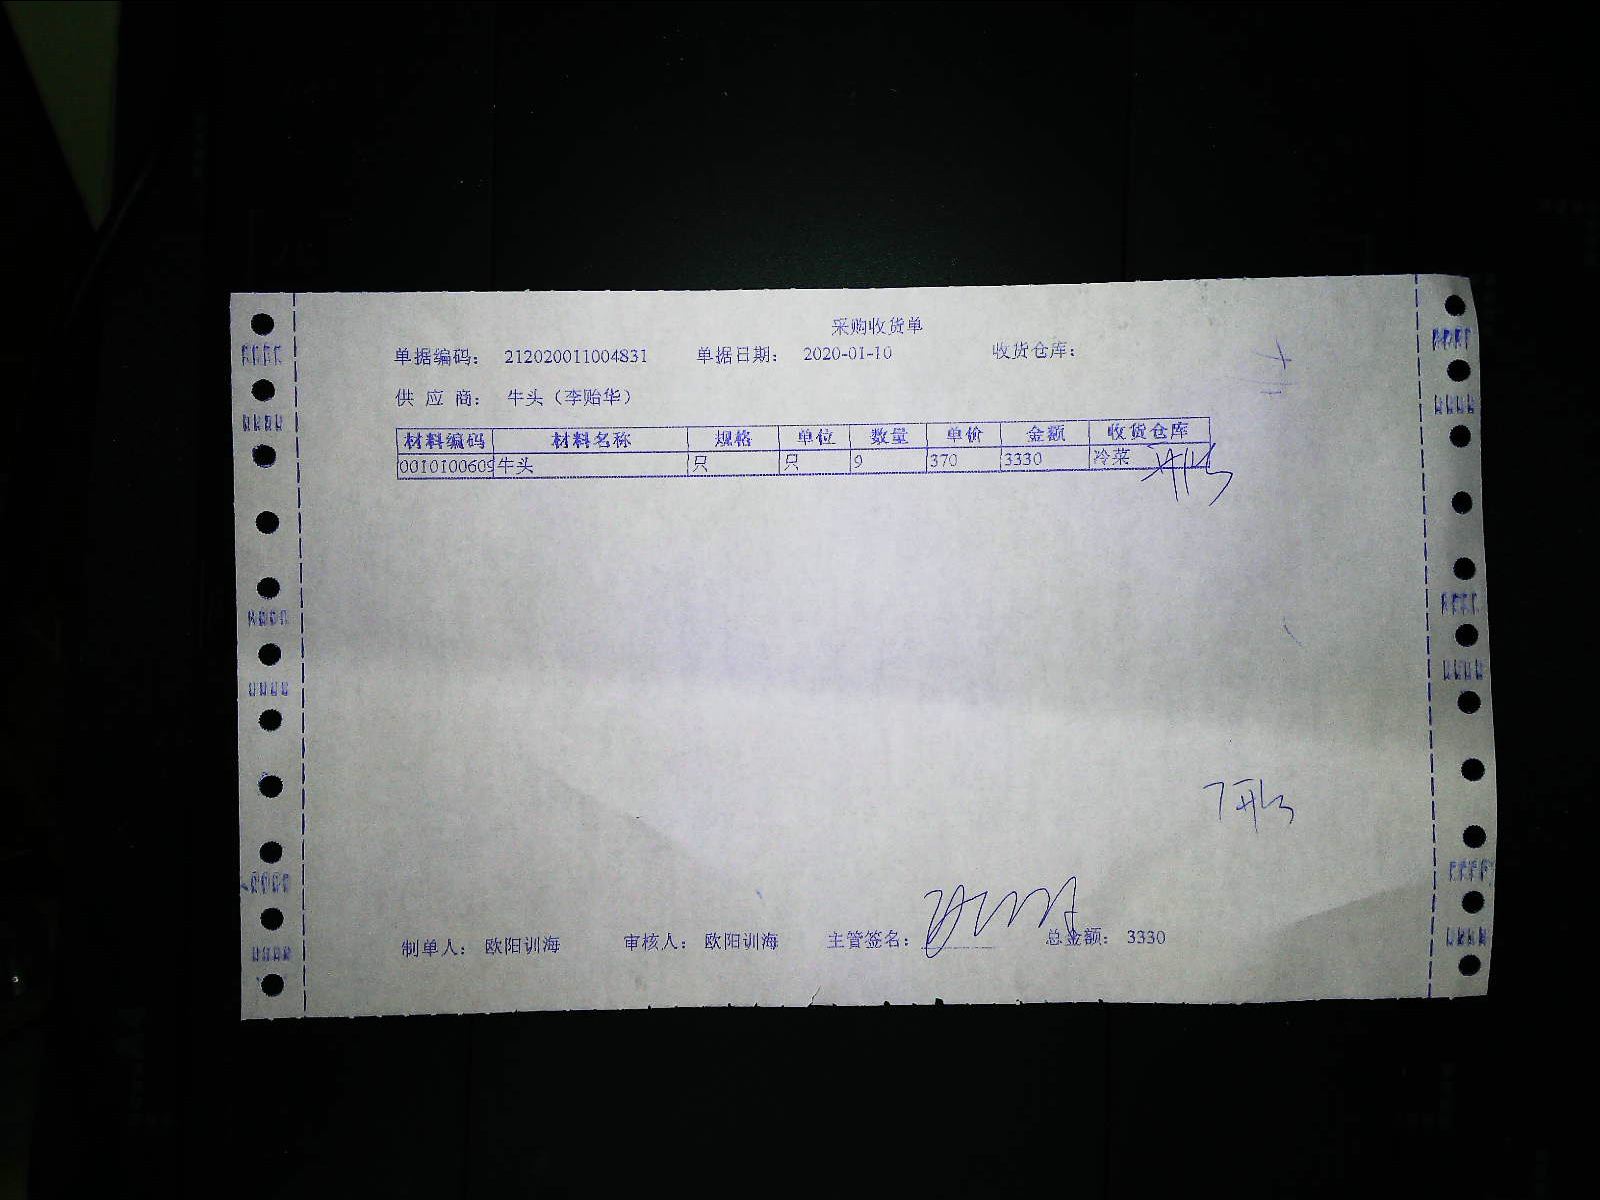 采购收货单
单据编码： 212020011004831 单据日期： 2020-01-10 收货仓库：
供 应 商： 牛头（李贻华）
材料编码 材料名称 规格 单位 数量 单价 金额 收货仓库
0010100609 牛头 只 只 9 370 3330 冷菜
制单人： 欧阳训海 审核人： 欧阳训海 主管签名： 总金额： 3330